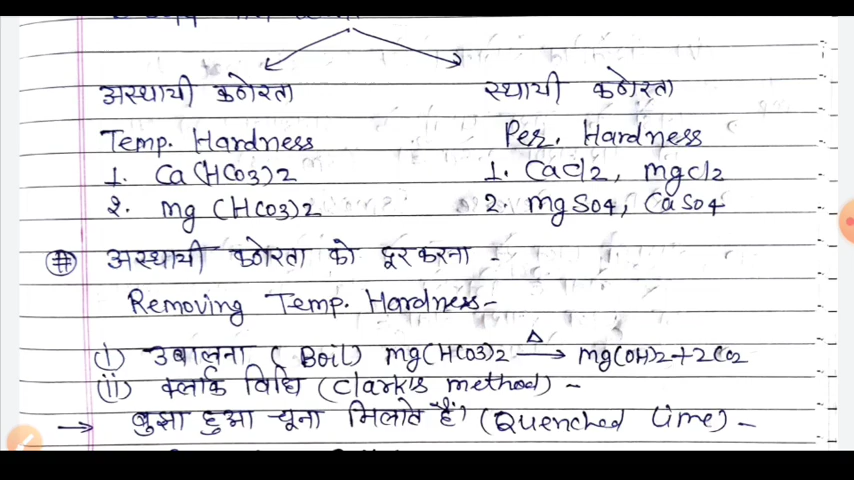 अस्थायी कठोरता स्थायी कठोरता
Temp. Hardness Per. Hardness
1. Ca(HCO3)2 1. CaCl2, mgcl2
2. mg (HCO3)2 2. mgSO4, CaSO4
# अस्थायी कठोरता को दूर करना -
Removing Temp. Hardness-
(i) उबालना ( Boil) mg(HCO3)2 —Δ→ mg(OH)2+2CO2
(ii) क्लार्क विधि (Clark's method) -
→ बुझा हुआ चूना मिलाते हैं। (Quenched lime) -